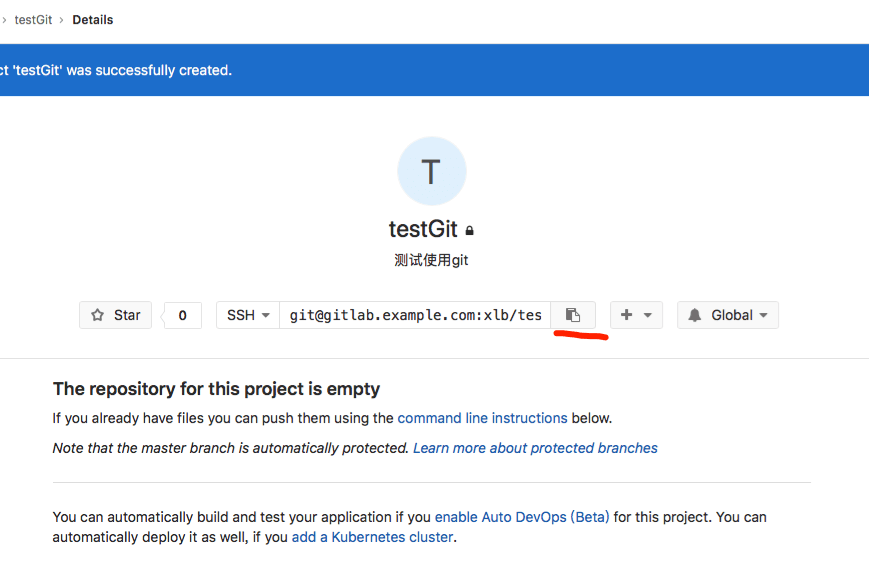 › testGit › Details
ct 'testGit' was successfully created.
T
testGit
测试使用git
Star 0 SSH git@gitlab.example.com:xlb/tes Global
The repository for this project is empty
If you already have files you can push them using the command line instructions below.
Note that the master branch is automatically protected. Learn more about protected branches
You can automatically build and test your application if you enable Auto DevOps (Beta) for this project. You can
automatically deploy it as well, if you add a Kubernetes cluster.